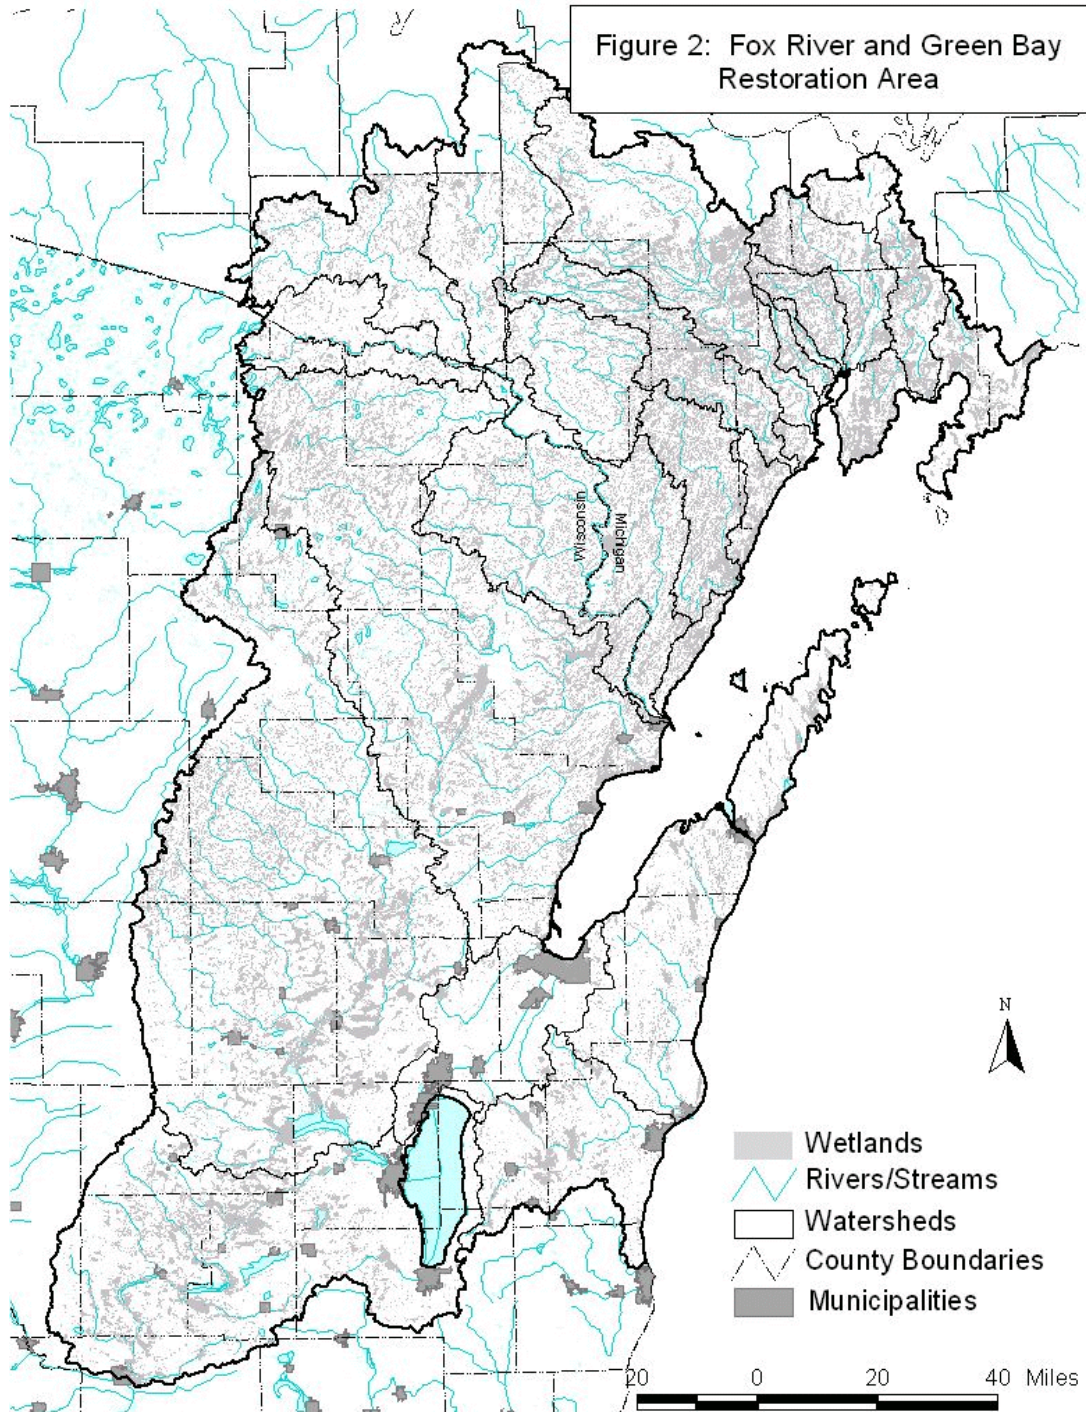 Figure 2: Fox River and Green Bay
Restoration Area
Wisconsin
Michigan
N
Wetlands
Rivers/Streams
Watersheds
County Boundaries
Municipalities
20 0 20 40 Miles